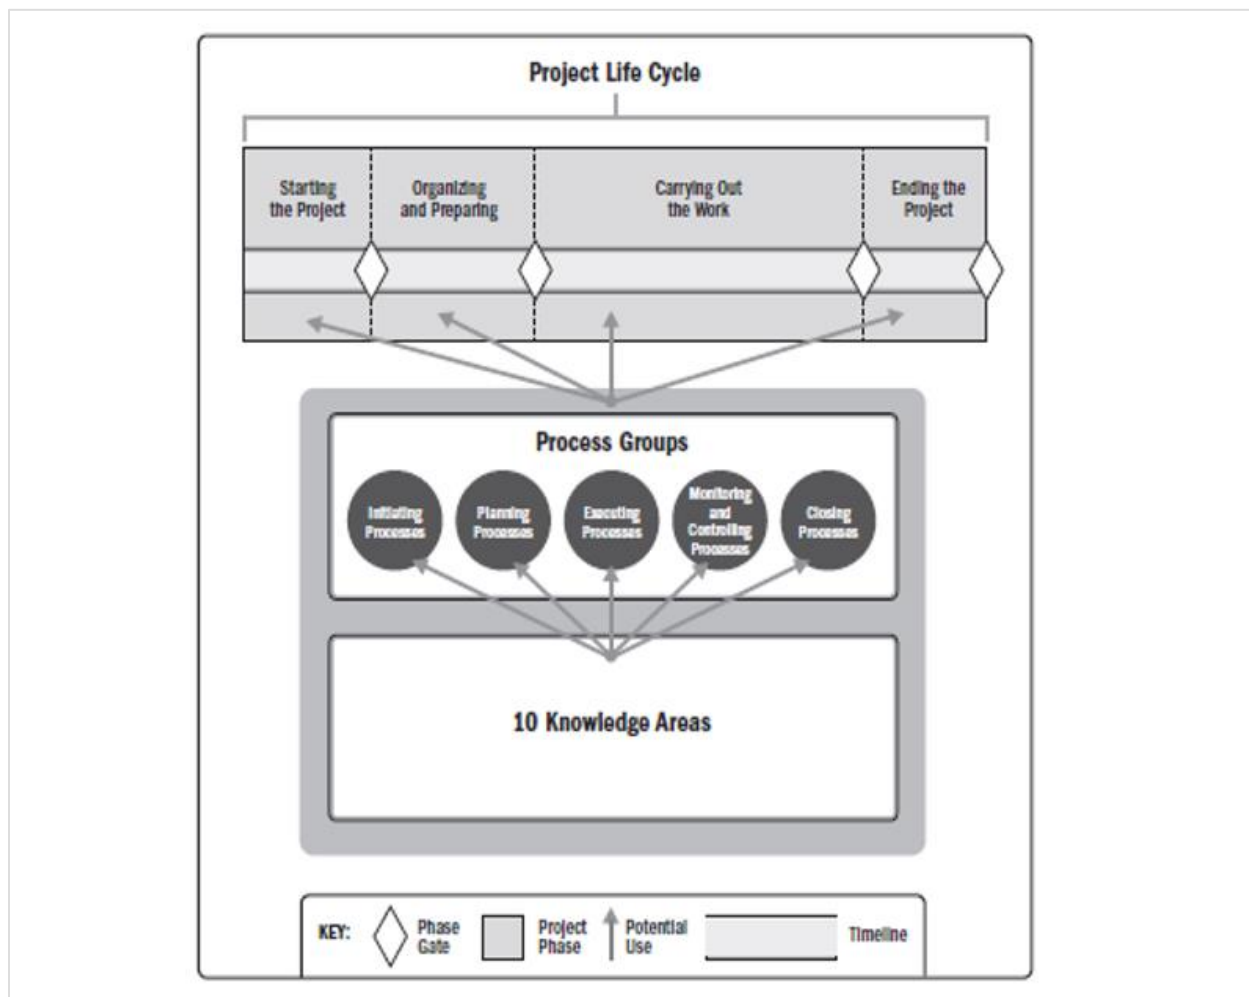 Project Life Cycle
Starting
the Project
Organizing
and Preparing
Carrying Out
the Work
Ending the
Project
Process Groups
Initiating
Processes
Planning
Processes
Executing
Processes
Monitoring
and
Controlling
Processes
Closing
Processes
10 Knowledge Areas
KEY:
Phase
Gate
Project
Phase
Potential
Use
Timeline